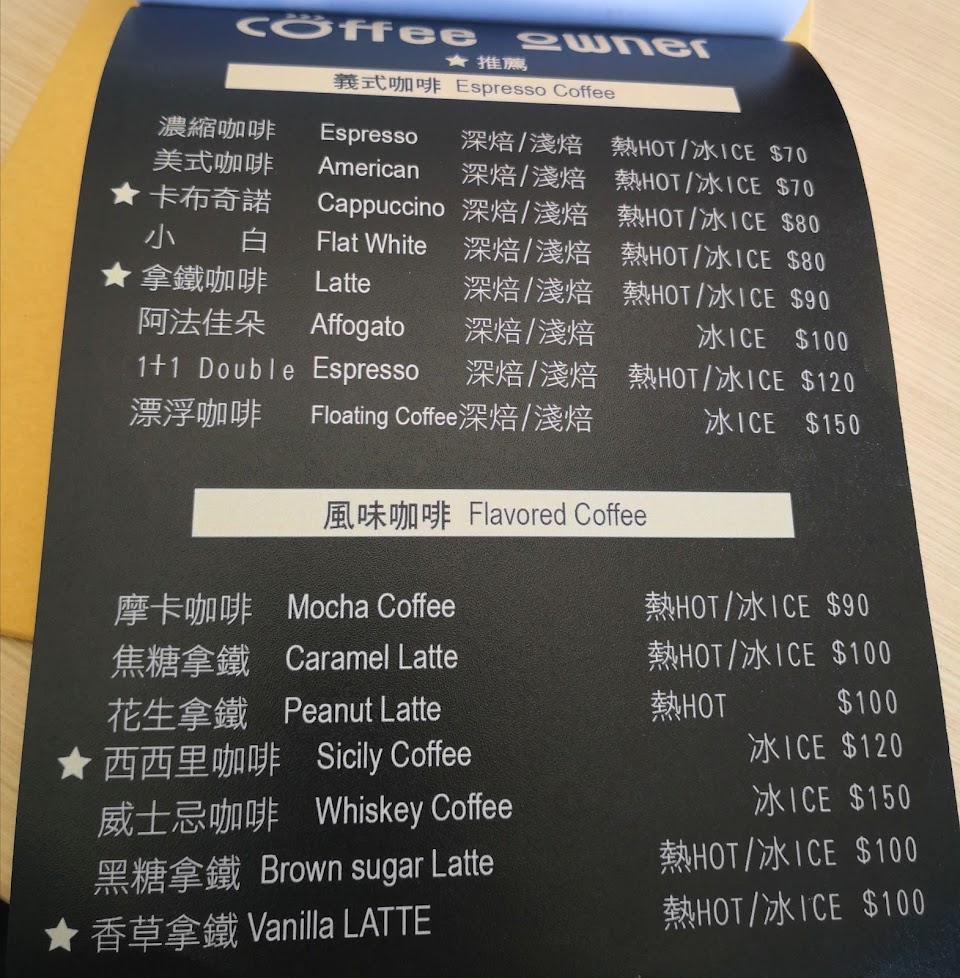 coffee owner
★ 推薦
義式咖啡 Espresso Coffee
濃縮咖啡 Espresso 深焙/淺焙 熱HOT/冰ICE $70
美式咖啡 American 深焙/淺焙 熱HOT/冰ICE $70
★ 卡布奇諾 Cappuccino 深焙/淺焙 熱HOT/冰ICE $80
小 白 Flat White 深焙/淺焙 熱HOT/冰ICE $80
★ 拿鐵咖啡 Latte 深焙/淺焙 熱HOT/冰ICE $90
阿法佳朵 Affogato 深焙/淺焙 冰ICE $100
1+1 Double Espresso 深焙/淺焙 熱HOT/冰ICE $120
漂浮咖啡 Floating Coffee 深焙/淺焙 冰ICE $150
風味咖啡 Flavored Coffee
摩卡咖啡 Mocha Coffee 熱HOT/冰ICE $90
焦糖拿鐵 Caramel Latte 熱HOT/冰ICE $100
花生拿鐵 Peanut Latte 熱HOT $100
★ 西西里咖啡 Sicily Coffee 冰ICE $120
威士忌咖啡 Whiskey Coffee 冰ICE $150
黑糖拿鐵 Brown sugar Latte 熱HOT/冰ICE $100
★ 香草拿鐵 Vanilla LATTE 熱HOT/冰ICE $100